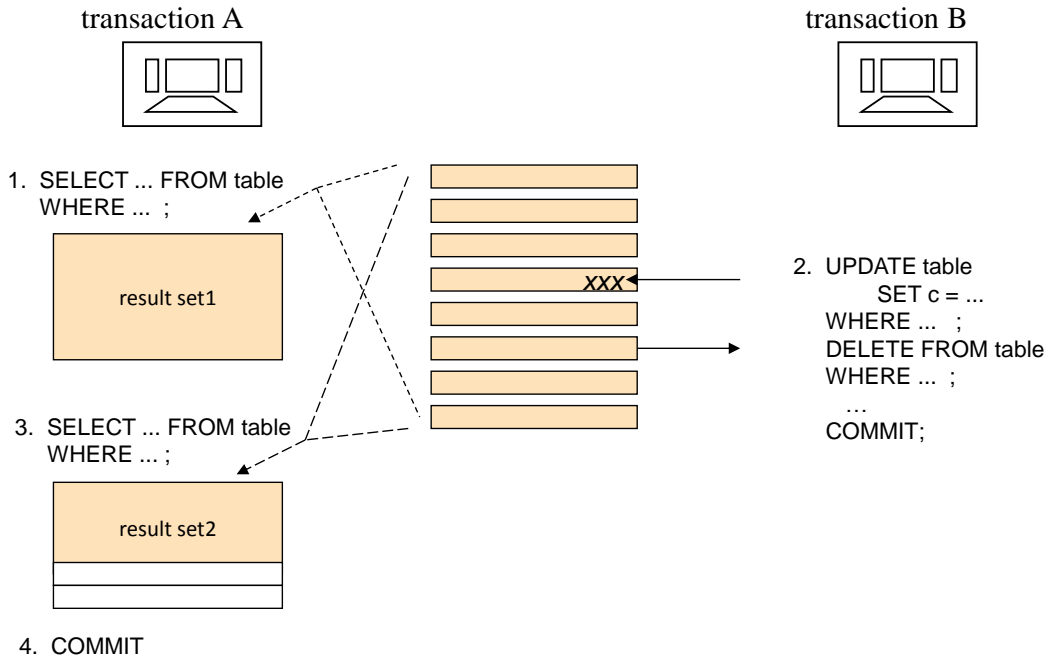 transaction A
transaction B
1. SELECT ... FROM table
WHERE ... ;
result set1
xxx
2. UPDATE table
SET c = ...
WHERE ... ;
DELETE FROM table
WHERE ... ;
...
COMMIT;
3. SELECT ... FROM table
WHERE ... ;
result set2
4. COMMIT